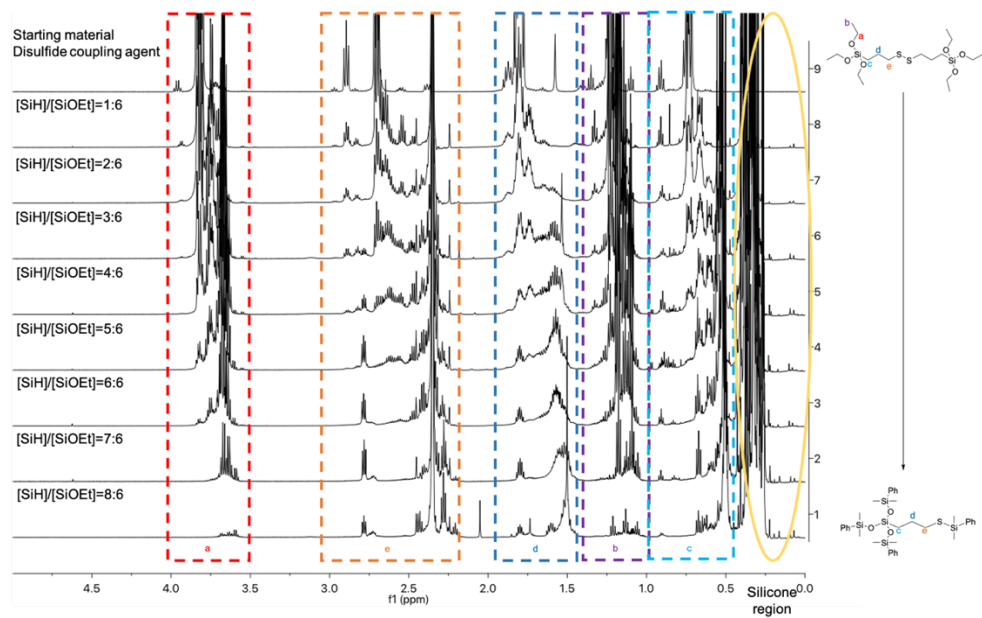 Starting material
Disulfide coupling agent
[SiH]/[SiOEt]=1:6
[SiH]/[SiOEt]=2:6
[SiH]/[SiOEt]=3:6
[SiH]/[SiOEt]=4:6
[SiH]/[SiOEt]=5:6
[SiH]/[SiOEt]=6:6
[SiH]/[SiOEt]=7:6
[SiH]/[SiOEt]=8:6
9
8
7
6
5
4
3
2
1
a
e
d
b
c
4.5
4.0
3.5
3.0
2.5
2.0
1.5
1.0
0.5
0.0
f1 (ppm)
Silicone
region
b
a
O
d
O
Si
S
S
Si
O
O
c
O
e
O
Ph
Si
O
d
Ph
Si
O
Si
S
Si
Ph
O
c
e
Si
Ph